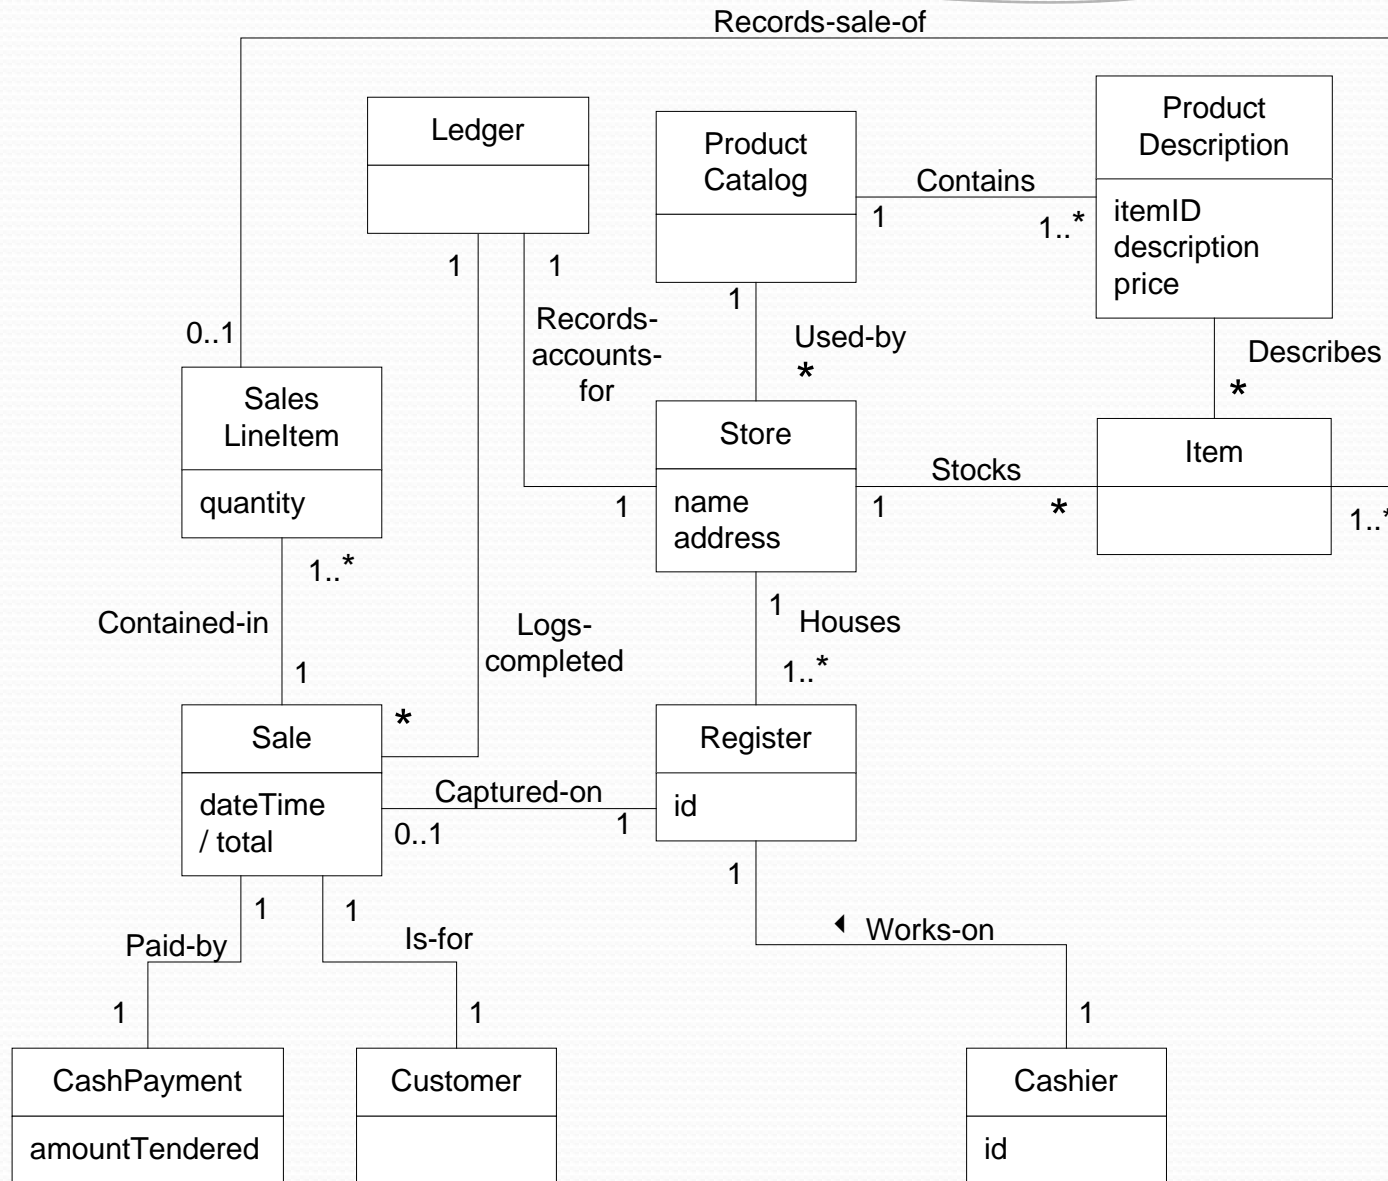 Records-sale-of
Ledger
Product
Catalog
Product
Description
Contains
1
1..*
itemID
description
price
1
1
1
0..1
Records-
accounts-
for
Used-by
*
Describes
*
Sales
LineItem
quantity
Store
name
address
Stocks
1
1
*
Item
1..*
1..*
Contained-in
1
Logs-
completed
*
1
Houses
1..*
Sale
dateTime
/ total
Captured-on
0..1
1
Register
id
1
1
1
Paid-by
Is-for
Works-on
1
1
1
CashPayment
amountTendered
Customer
Cashier
id